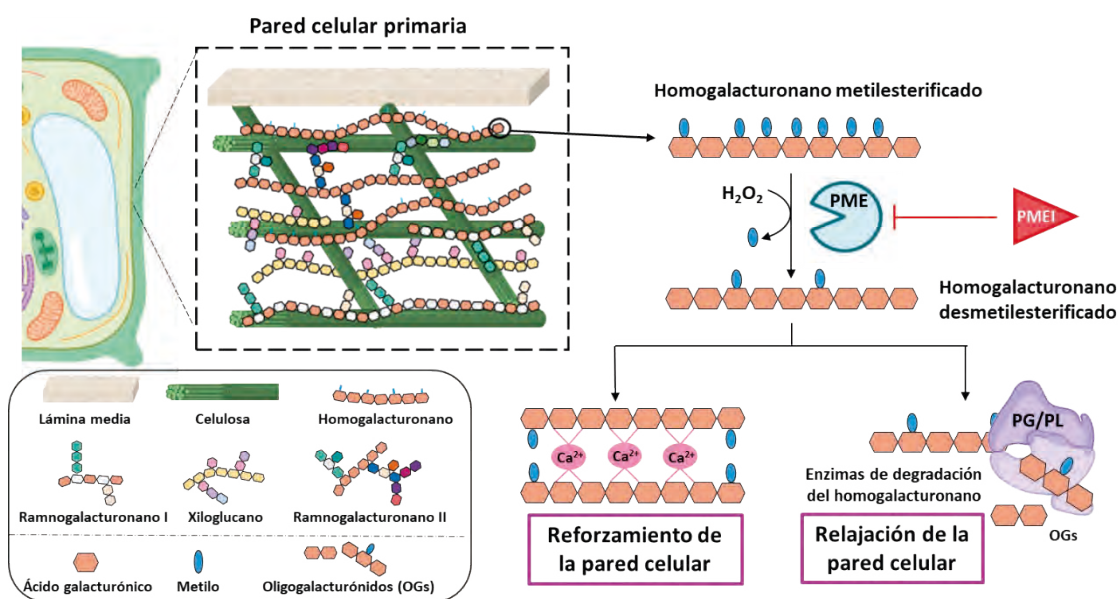 Pared celular primaria
Homogalacturonano metilesterificado
H₂O₂
PME
PMEI
Homogalacturonano
desmetilesterificado
Lámina media
Celulosa
Homogalacturonano
Ramnogalacturonano I
Xiloglucano
Ramnogalacturonano II
Ácido galacturónico
Metilo
Oligogalacturónidos (OGs)
Ca²⁺
Ca²⁺
Ca²⁺
Reforzamiento de
la pared celular
PG/PL
Enzimas de degradación
del homogalacturonano
OGs
Relajación de la
pared celular